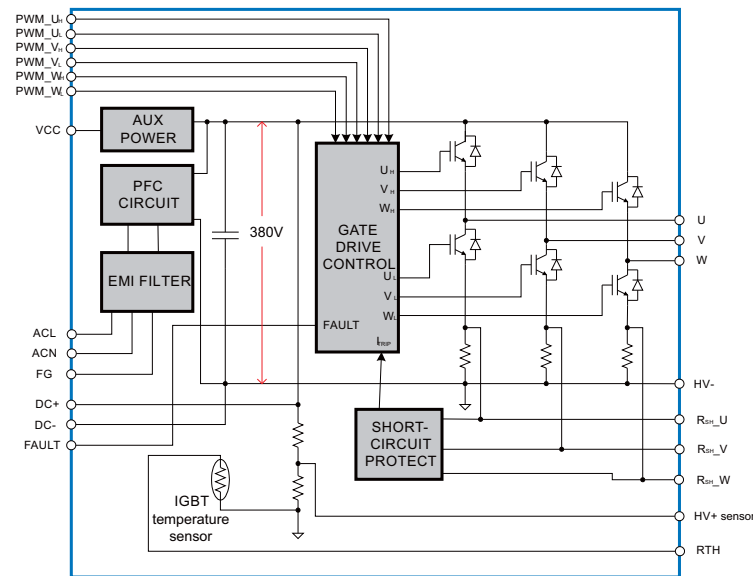 PWM_UH
PWM_UL
PWM_VH
PWM_VL
PWM_WH
PWM_WL
VCC
AUX
POWER
PFC
CIRCUIT
EMI FILTER
380V
GATE
DRIVE
CONTROL
UH
VH
WH
UL
VL
WL
FAULT
ITRIP
U
V
W
ACL
ACN
FG
DC+
DC-
FAULT
SHORT-
CIRCUIT
PROTECT
HV-
RSH_U
RSH_V
RSH_W
IGBT
temperature
sensor
HV+ sensor
RTH